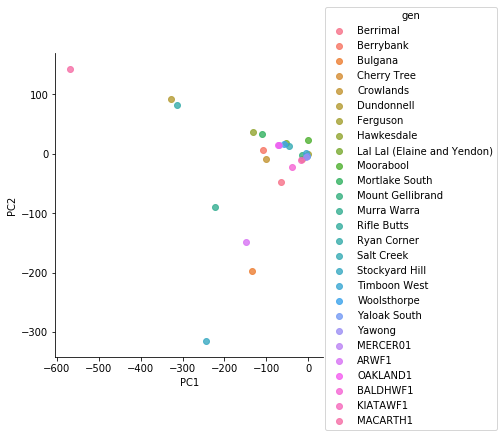 gen
Berrimal
Berrybank
Bulgana
Cherry Tree
Crowlands
Dundonnell
Ferguson
Hawkesdale
Lal Lal (Elaine and Yendon)
Moorabool
Mortlake South
Mount Gellibrand
Murra Warra
Rifle Butts
Ryan Corner
Salt Creek
Stockyard Hill
Timboon West
Woolsthorpe
Yaloak South
Yawong
MERCER01
ARWF1
OAKLAND1
BALDHWF1
KIATAWF1
MACARTH1
100
0
−100
−200
−300
PC2
−600 −500 −400 −300 −200 −100 0
PC1